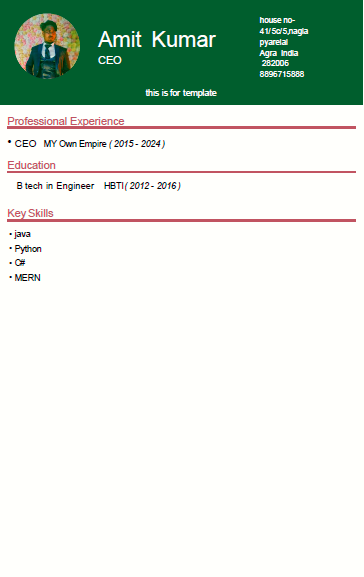 Amit Kumar
CEO
house no-
41/5o/5,nagla
pyarelal
Agra India
282006
8896715888
this is for template
Professional Experience
• CEO MY Own Empire ( 2015 - 2024 )
Education
B tech in Engineer HBTI( 2012 - 2016 )
Key Skills
• java
• Python
• C#
• MERN